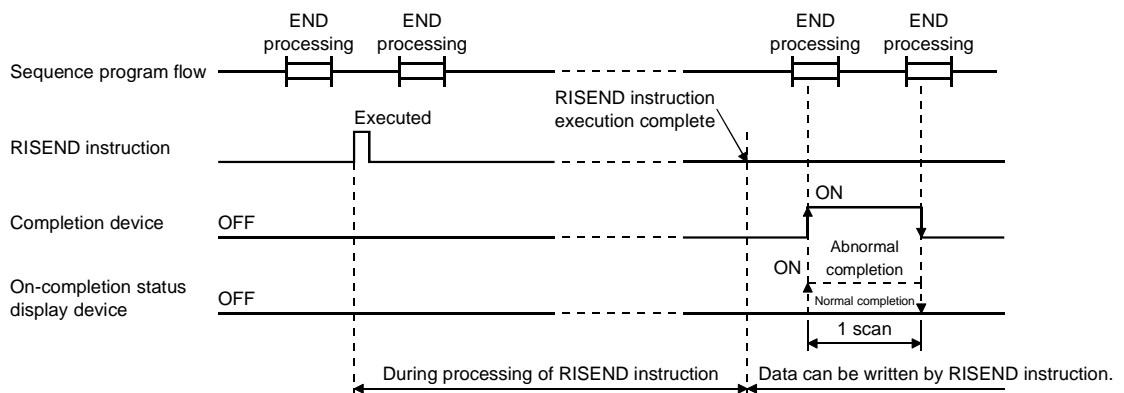 END
processing
END
processing
END
processing
END
processing
Sequence program flow
RISEND instruction
execution complete
Executed
RISEND instruction
ON
Completion device
OFF
Abnormal
completion
ON
On-completion status
display device
OFF
Normal completion
1 scan
During processing of RISEND instruction
Data can be written by RISEND instruction.